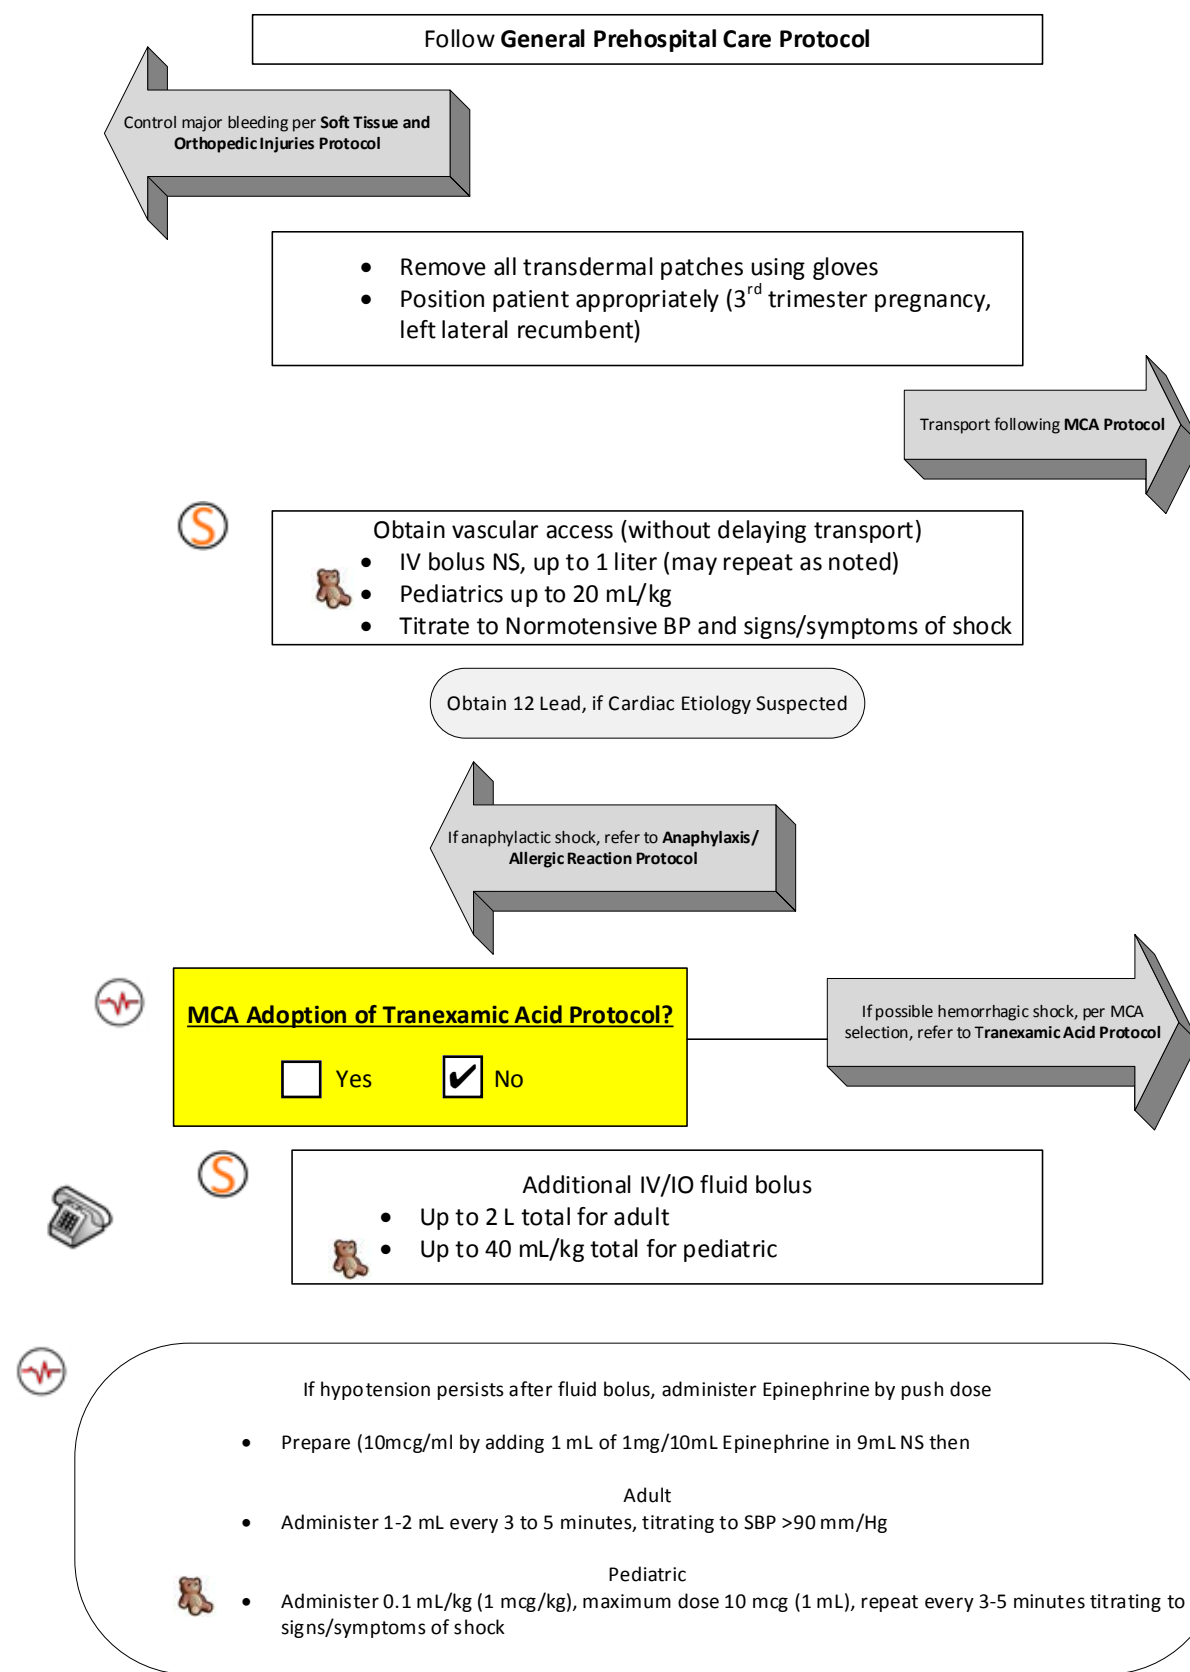 Follow General Prehospital Care Protocol
Control major bleeding per Soft Tissue and
Orthopedic Injuries Protocol
• Remove all transdermal patches using gloves
• Position patient appropriately (3rd trimester pregnancy,
left lateral recumbent)
Transport following MCA Protocol
S
Obtain vascular access (without delaying transport)
• IV bolus NS, up to 1 liter (may repeat as noted)
• Pediatrics up to 20 mL/kg
• Titrate to Normotensive BP and signs/symptoms of shock
Obtain 12 Lead, if Cardiac Etiology Suspected
If anaphylactic shock, refer to Anaphylaxis/
Allergic Reaction Protocol
MCA Adoption of Tranexamic Acid Protocol?
Yes ✔ No
If possible hemorrhagic shock, per MCA
selection, refer to Tranexamic Acid Protocol
S
Additional IV/IO fluid bolus
• Up to 2 L total for adult
• Up to 40 mL/kg total for pediatric
If hypotension persists after fluid bolus, administer Epinephrine by push dose
• Prepare (10mcg/ml by adding 1 mL of 1mg/10mL Epinephrine in 9mL NS then
Adult
• Administer 1-2 mL every 3 to 5 minutes, titrating to SBP >90 mm/Hg
Pediatric
• Administer 0.1 mL/kg (1 mcg/kg), maximum dose 10 mcg (1 mL), repeat every 3-5 minutes titrating to
signs/symptoms of shock